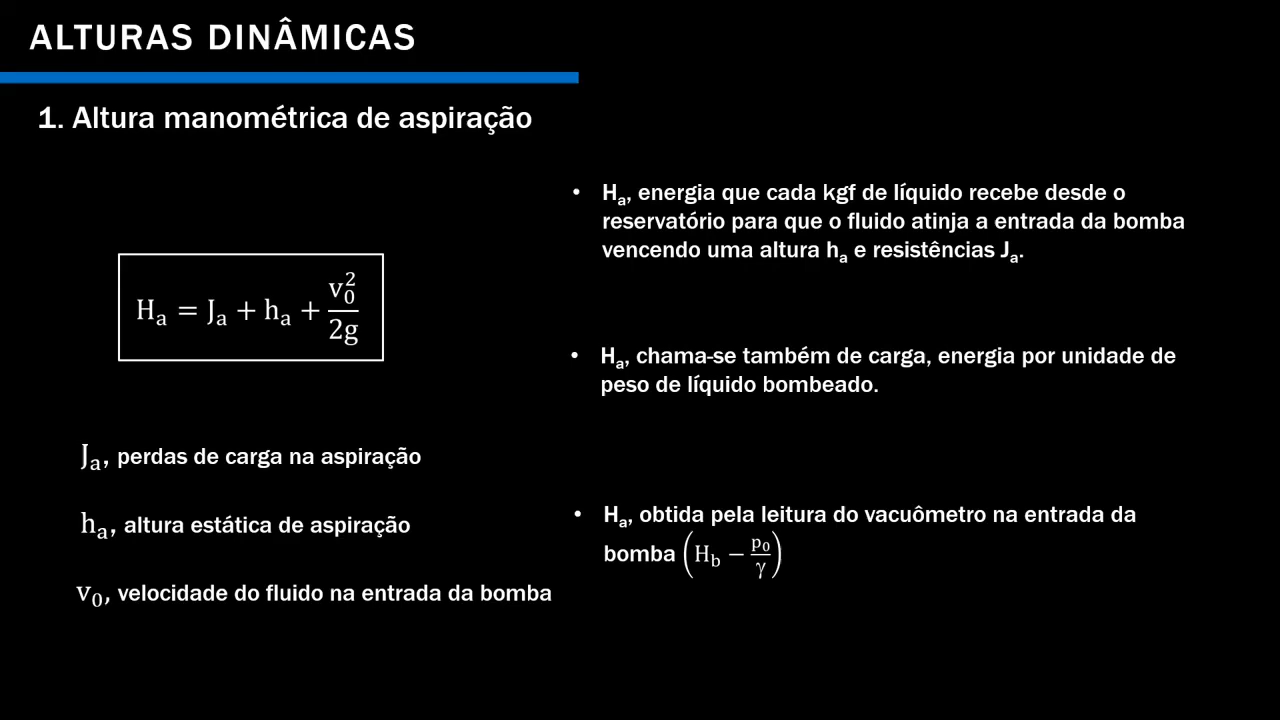 ALTURAS DINÂMICAS
1. Altura manométrica de aspiração
Hₐ = Jₐ + hₐ + v₀²/2g
Jₐ, perdas de carga na aspiração
hₐ, altura estática de aspiração
v₀, velocidade do fluido na entrada da bomba
• Hₐ, energia que cada kgf de líquido recebe desde o
reservatório para que o fluido atinja a entrada da bomba
vencendo uma altura hₐ e resistências Jₐ.
• Hₐ, chama-se também de carga, energia por unidade de
peso de líquido bombeado.
• Hₐ, obtida pela leitura do vacuômetro na entrada da
bomba (H_b − p₀/γ)